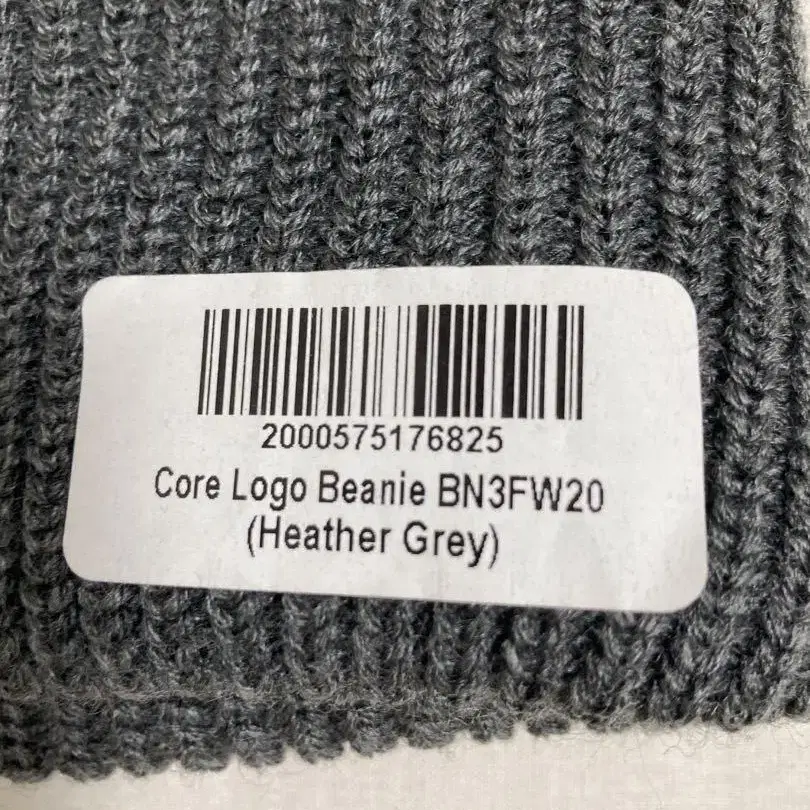 2000575176825
Core Logo Beanie BN3FW20
(Heather Grey)